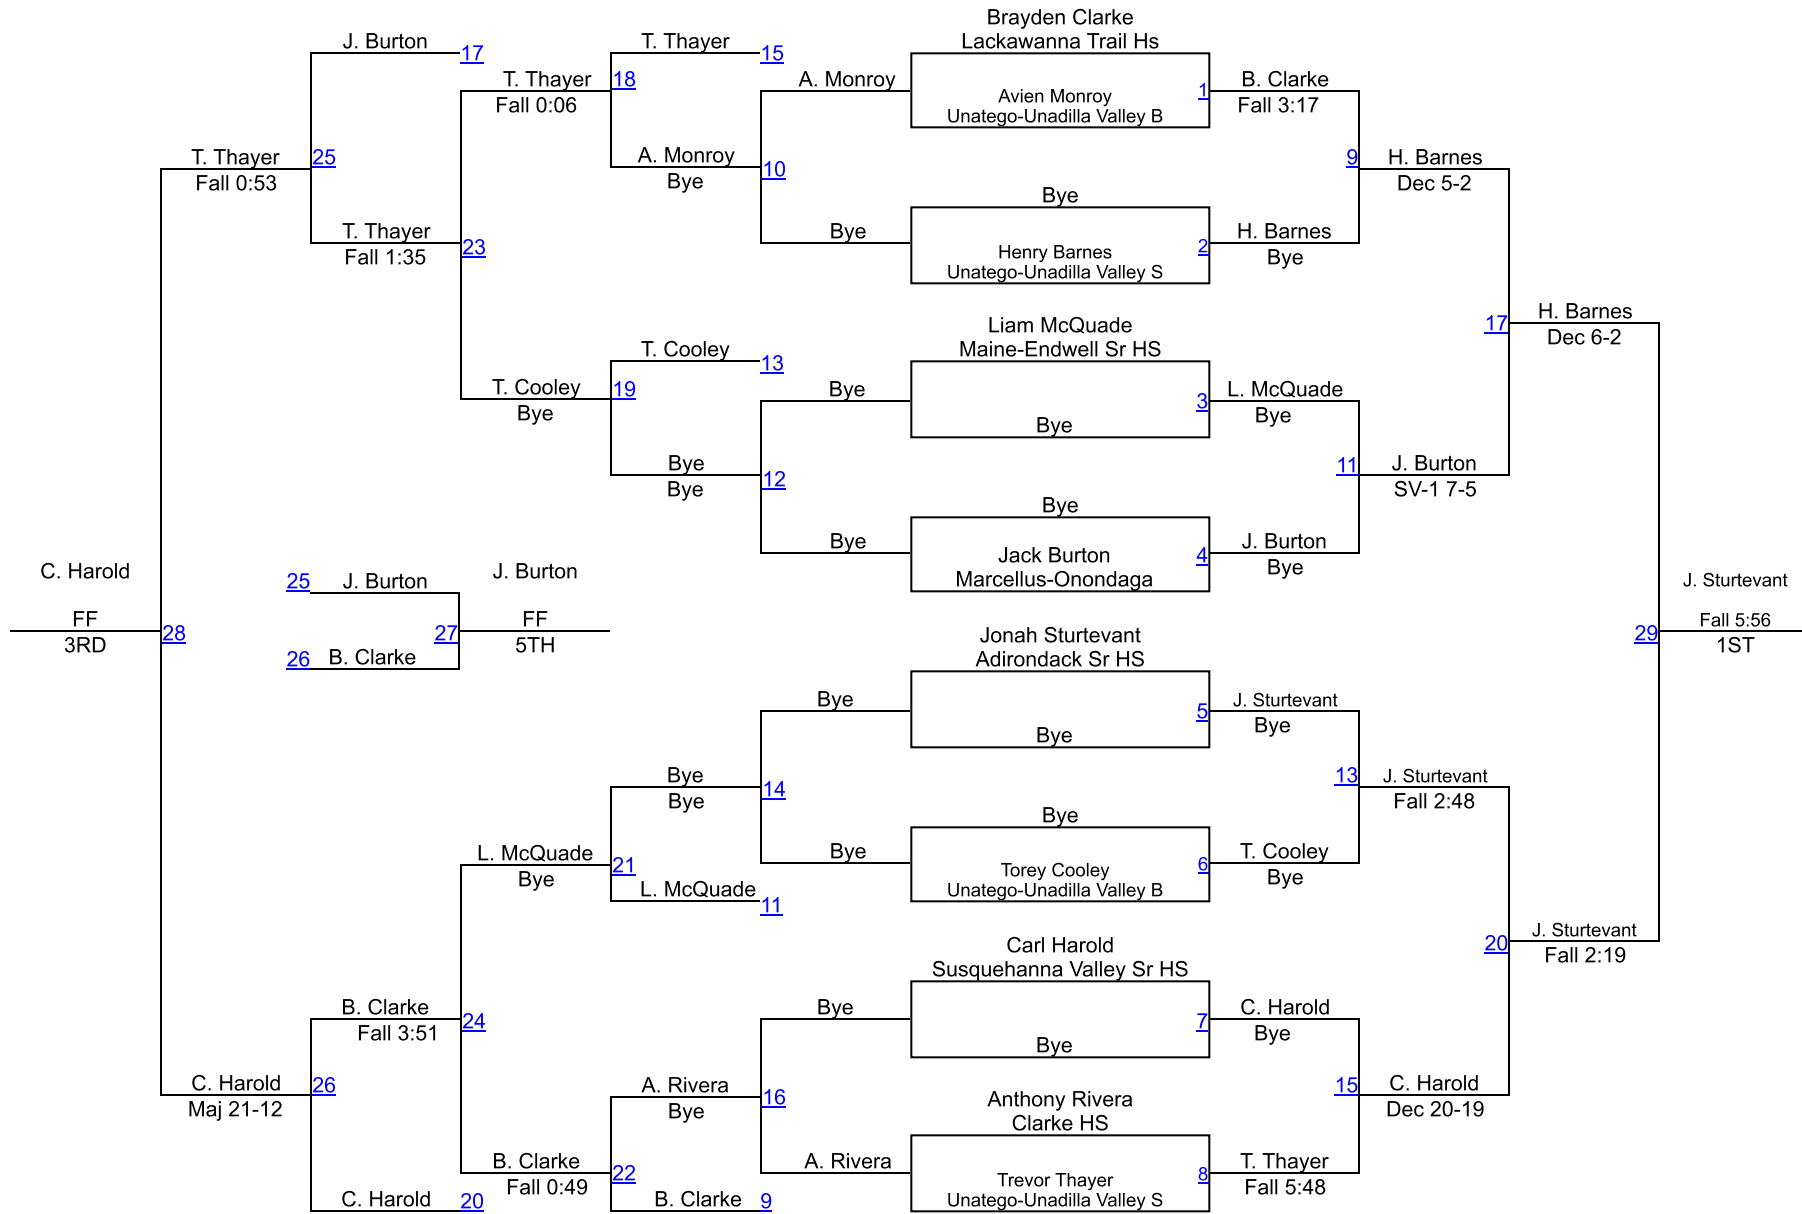 Brayden Clarke
Lackawanna Trail Hs
J. Burton
17
T. Thayer
15
T. Thayer
Fall 0:06
18
A. Monroy
Avien Monroy
Unatego-Unadilla Valley B
1
B. Clarke
Fall 3:17
T. Thayer
Fall 0:53
25
A. Monroy
Bye
10
9
H. Barnes
Dec 5-2
Bye
T. Thayer
Fall 1:35
23
Bye
Henry Barnes
Unatego-Unadilla Valley S
2
H. Barnes
Bye
17
H. Barnes
Dec 6-2
Liam McQuade
Maine-Endwell Sr HS
T. Cooley
13
T. Cooley
Bye
19
Bye
Bye
3
L. McQuade
Bye
Bye
Bye
12
11
J. Burton
SV-1 7-5
Bye
Bye
Jack Burton
Marcellus-Onondaga
4
J. Burton
Bye
C. Harold
FF
3RD
28
25
J. Burton
26
B. Clarke
27
J. Burton
FF
5TH
29
J. Sturtevant
Fall 5:56
1ST
Jonah Sturtevant
Adirondack Sr HS
Bye
Bye
5
J. Sturtevant
Bye
Bye
Bye
14
13
J. Sturtevant
Fall 2:48
Bye
L. McQuade
Bye
21
Bye
Torey Cooley
Unatego-Unadilla Valley B
6
T. Cooley
Bye
L. McQuade
11
20
J. Sturtevant
Fall 2:19
Carl Harold
Susquehanna Valley Sr HS
B. Clarke
Fall 3:51
24
Bye
Bye
7
C. Harold
Bye
C. Harold
Maj 21-12
26
A. Rivera
Bye
16
15
C. Harold
Dec 20-19
Anthony Rivera
Clarke HS
B. Clarke
Fall 0:49
22
A. Rivera
Trevor Thayer
Unatego-Unadilla Valley S
8
T. Thayer
Fall 5:48
C. Harold
20
B. Clarke
9